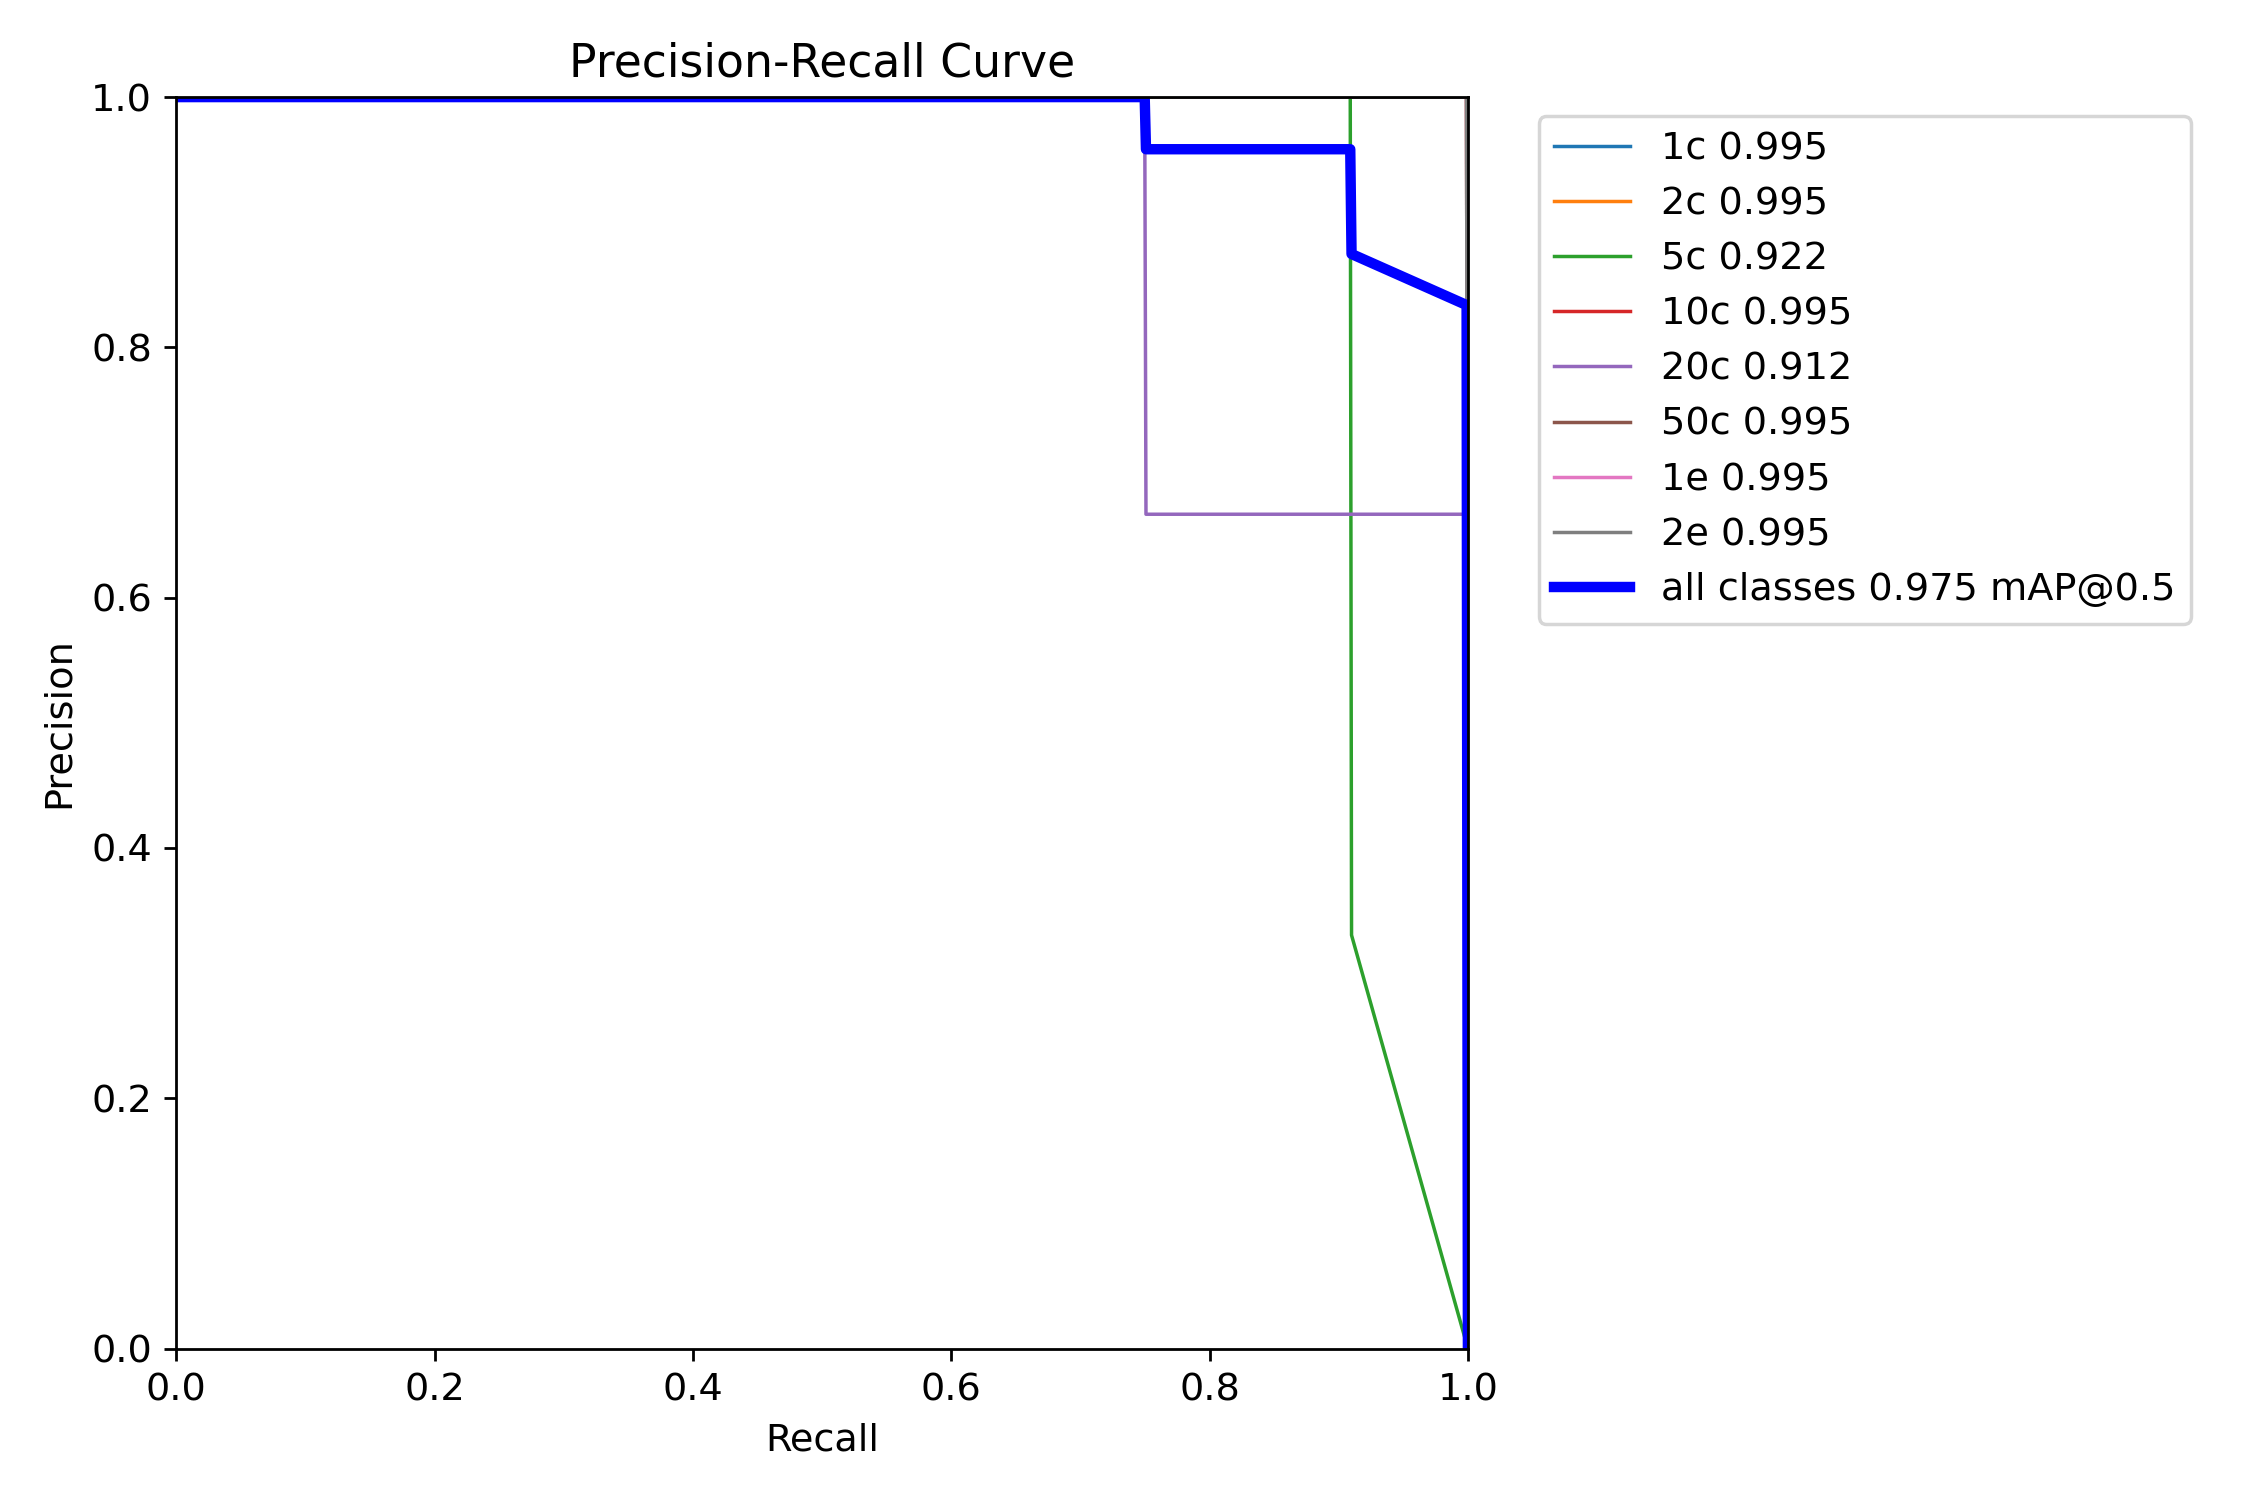 Precision-Recall Curve
1.0
0.8
0.6
0.4
0.2
0.0
Precision
0.0 0.2 0.4 0.6 0.8 1.0
Recall
1c 0.995
2c 0.995
5c 0.922
10c 0.995
20c 0.912
50c 0.995
1e 0.995
2e 0.995
all classes 0.975 mAP@0.5